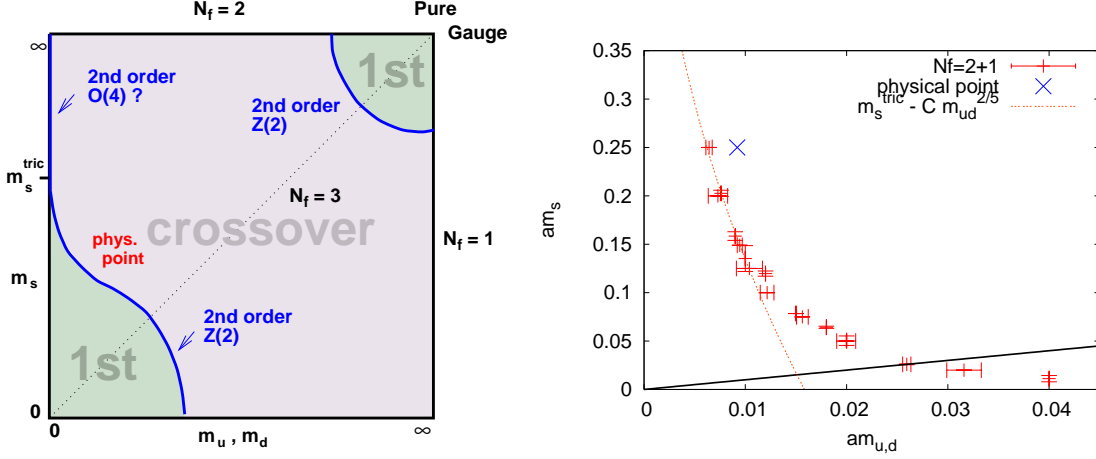 N_f = 2
Pure
Gauge
∞
2nd order
O(4) ?
1st
2nd order
Z(2)
m_s^tric
N_f = 3
crossover
phys.
point
N_f = 1
m_s
2nd order
Z(2)
1st
0
0
m_u , m_d
∞
0.35
0.3
0.25
0.2
0.15
0.1
0.05
0
am_s
Nf=2+1
physical point
m_s^tric - C m_ud^2/5
0
0.01
0.02
0.03
0.04
am_u,d